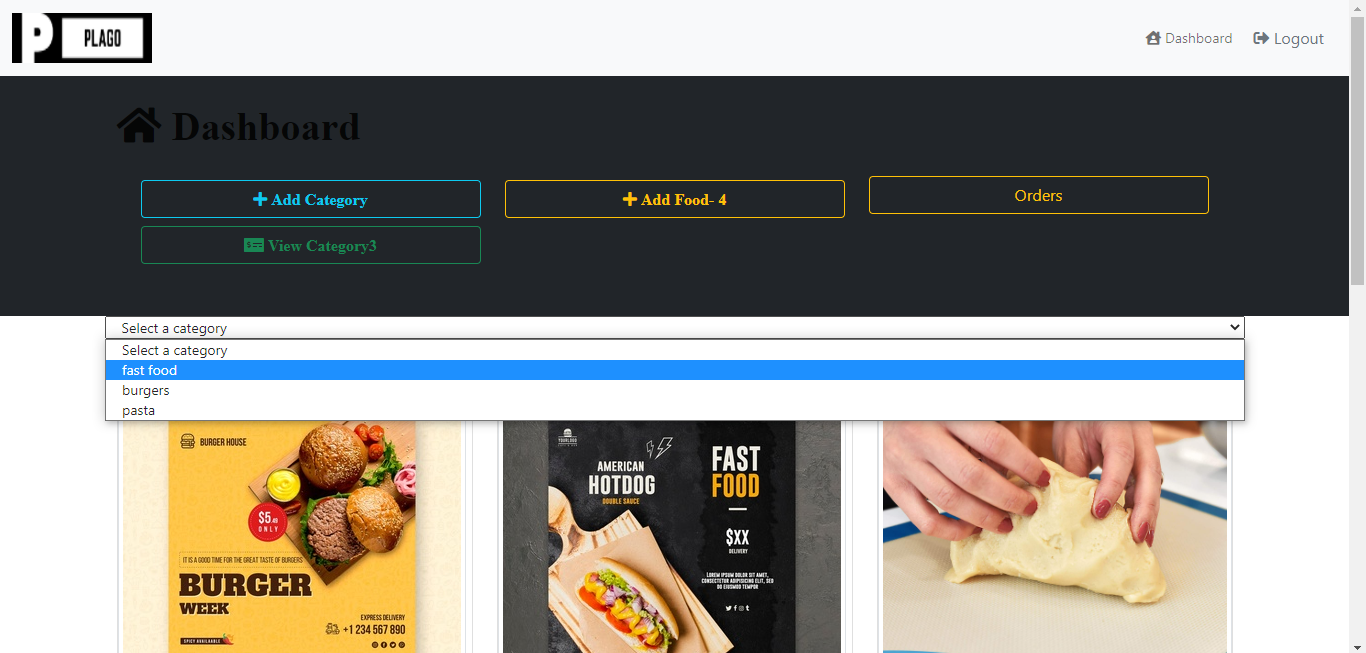 P PLAGO
Dashboard
Logout
Dashboard
Add Category
Add Food- 4
Orders
View Category3
Select a category
Select a category
fast food
burgers
pasta
BURGER HOUSE
$5.49
ONLY
IT IS A GOOD TIME FOR THE GREAT TASTE OF BURGERS
BURGER
WEEK
EXPRESS DELIVERY
+1 234 567 890
SPICY AVAILABLE
YOURLOGO
AMERICAN
HOTDOG
DOUBLE SAUCE
FAST
FOOD
$XX
DELIVERY
LOREM IPSUM DOLOR SIT AMET,
CONSECTETUR ADIPISCING ELIT, SED
DO EIUSMOD TEMPOR